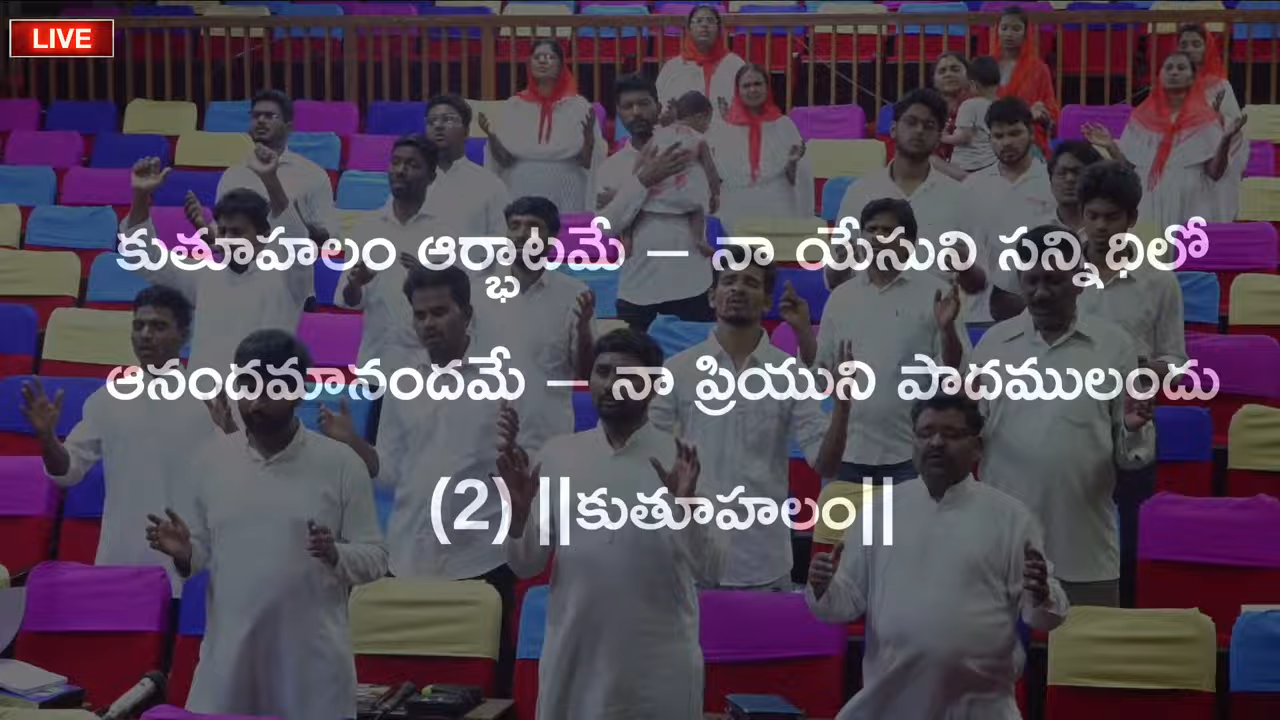 LIVE
కుతూహలం ఆర్భాటమే – నా యేసుని సన్నిధిలో
ఆనందమానందమే – నా ప్రియుని పాదములందు
(2) ||కుతూహలం||